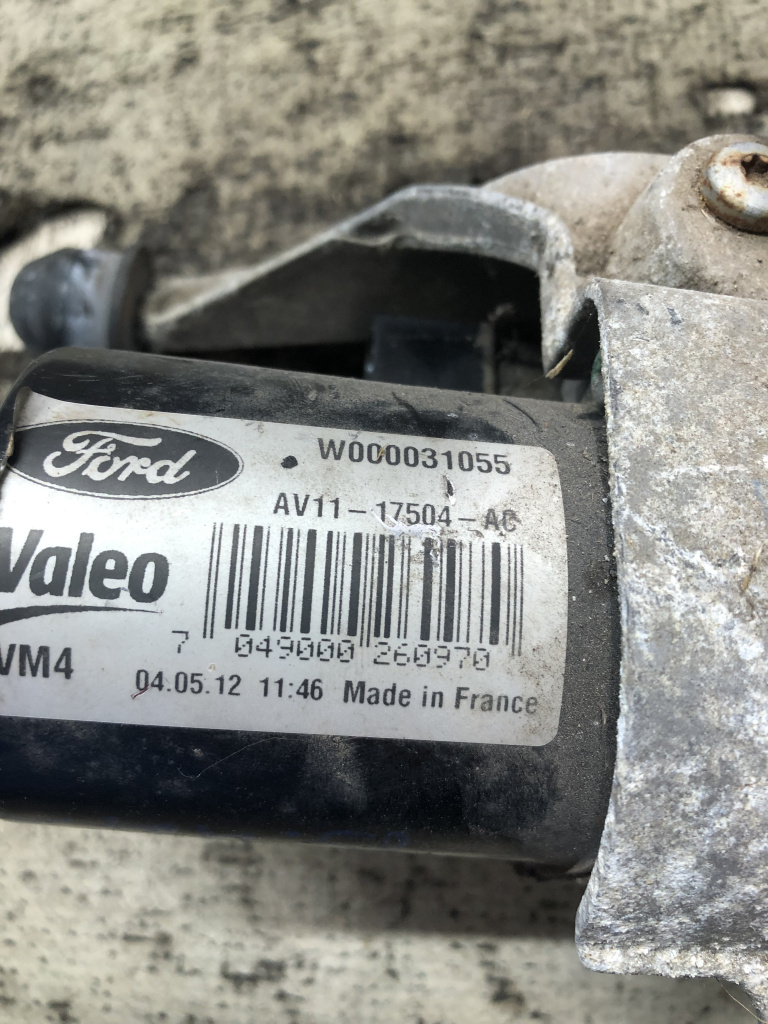 Ford
W000031055
AV11-17504-AC
Valeo
7 049000 260970
VM4
04.05.12 11:46 Made in France